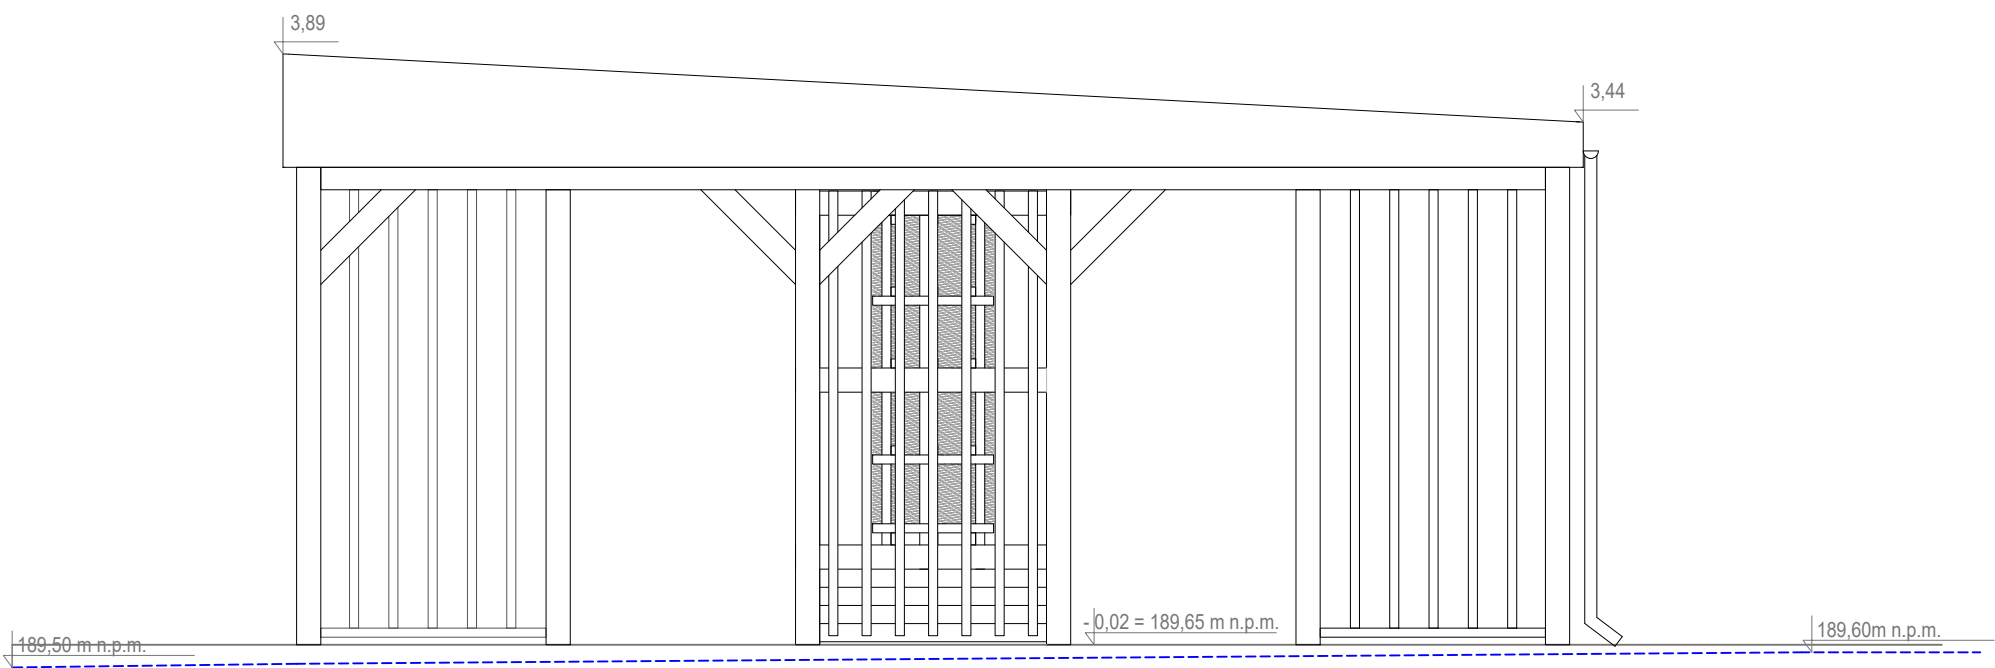 3,89
3,44
- 0,02 = 189,65 m n.p.m.
189,60m n.p.m.
189,50 m n.p.m.